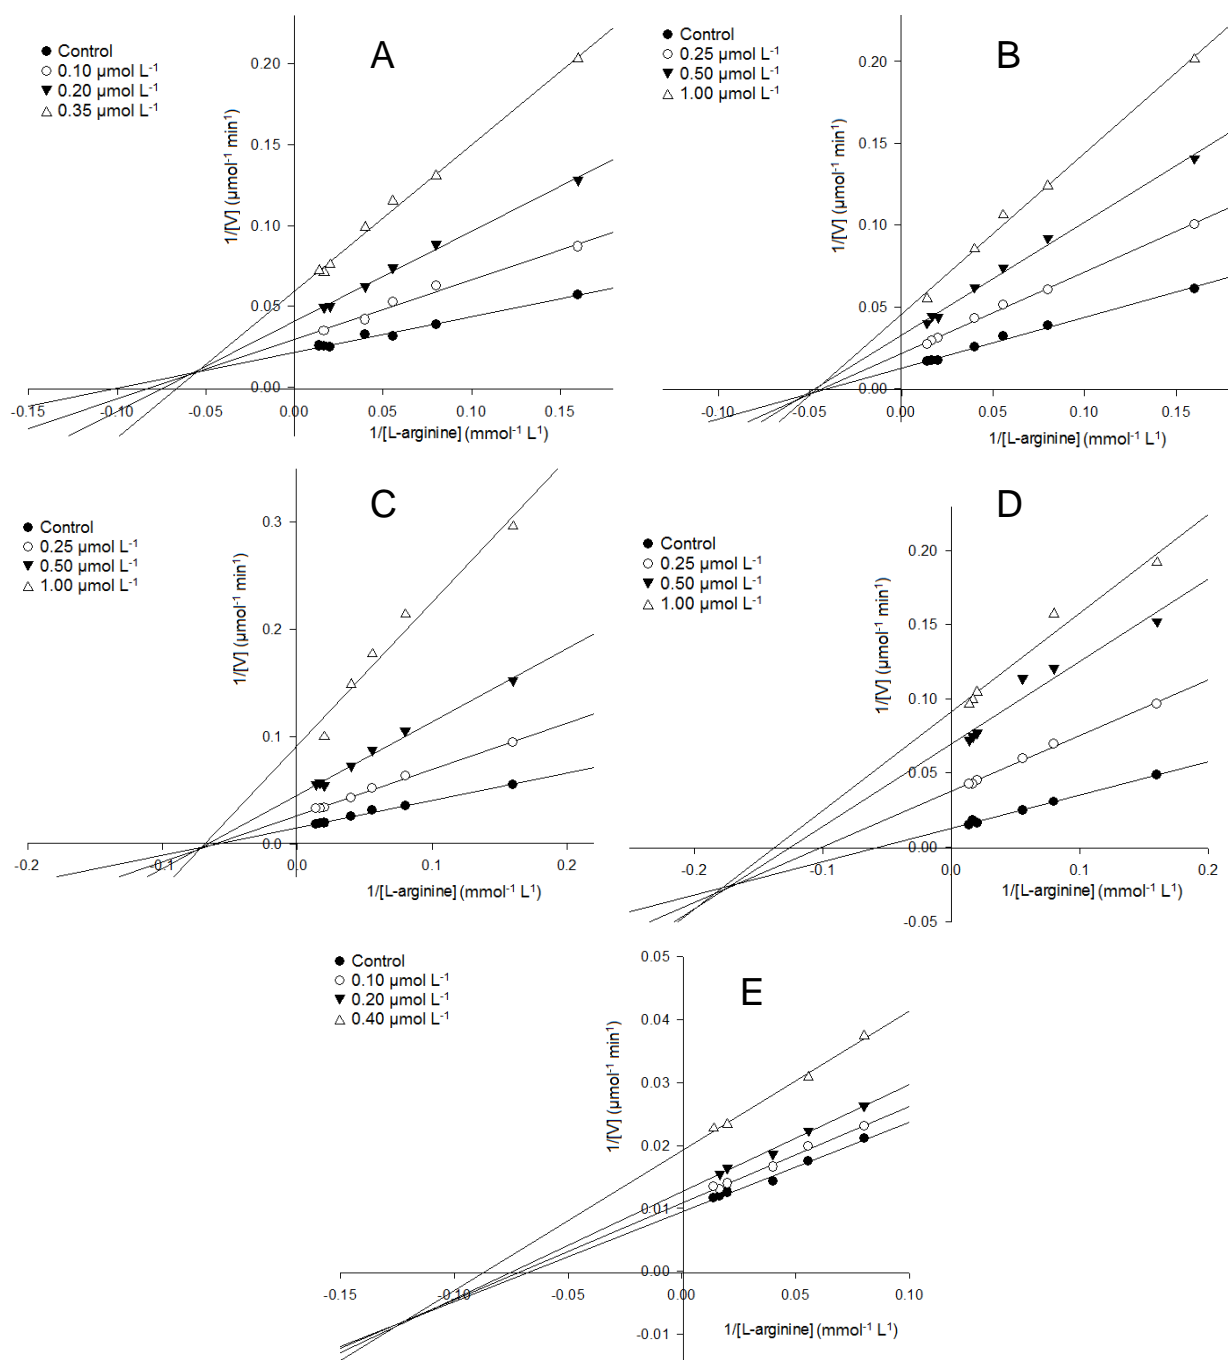 A
Control
0.10 µmol L-1
0.20 µmol L-1
0.35 µmol L-1
1/[V] (µmol-1 min1)
0.20
0.15
0.10
0.05
0.00
-0.15
-0.10
-0.05
0.00
0.05
0.10
0.15
1/[L-arginine] (mmol-1 L1)
B
Control
0.25 µmol L-1
0.50 µmol L-1
1.00 µmol L-1
1/[V] (µmol-1 min1)
0.20
0.15
0.10
0.05
0.00
-0.10
-0.05
0.00
0.05
0.10
0.15
1/[L-arginine] (mmol-1 L1)
C
Control
0.25 µmol L-1
0.50 µmol L-1
1.00 µmol L-1
1/[V] (µmol-1 min1)
0.3
0.2
0.1
0.0
-0.2
-0.1
0.0
0.1
0.2
1/[L-arginine] (mmol-1 L1)
D
Control
0.25 µmol L-1
0.50 µmol L-1
1.00 µmol L-1
1/[V] (µmol-1 min1)
0.20
0.15
0.10
0.05
0.00
-0.05
-0.2
-0.1
0.0
0.1
0.2
1/[L-arginine] (mmol-1 L1)
E
Control
0.10 µmol L-1
0.20 µmol L-1
0.40 µmol L-1
1/[V] (µmol-1 min1)
0.05
0.04
0.03
0.02
0.01
0.00
-0.01
-0.15
-0.10
-0.05
0.00
0.05
0.10
1/[L-arginine] (mmol-1 L1)